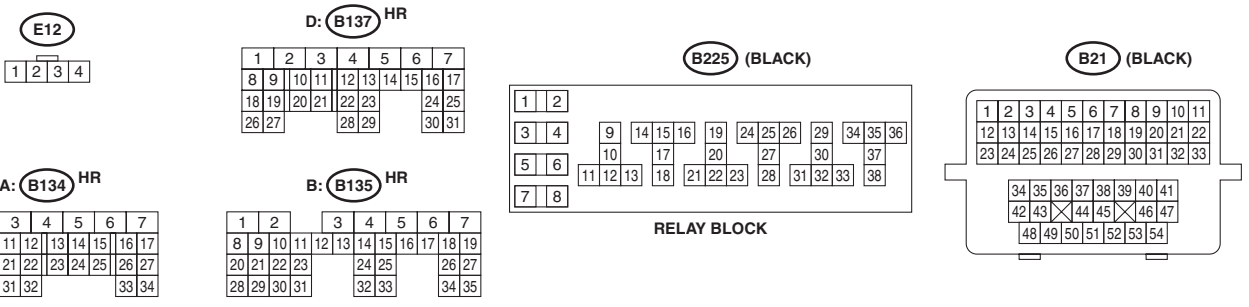 E12
1 2 3 4
D: B137 HR
1 2 3 4 5 6 7
8 9 10 11 12 13 14 15 16 17
18 19 20 21 22 23 24 25
26 27 28 29 30 31
B225 (BLACK)
1 2
3 4 9 14 15 16 19 24 25 26 29 34 35 36
10 17 20 27 30 37
5 6 11 12 13 18 21 22 23 28 31 32 33 38
7 8
RELAY BLOCK
B21 (BLACK)
1 2 3 4 5 6 7 8 9 10 11
12 13 14 15 16 17 18 19 20 21 22
23 24 25 26 27 28 29 30 31 32 33
34 35 36 37 38 39 40 41
42 43 44 45 46 47
48 49 50 51 52 53 54
A: B134 HR
3 4 5 6 7
11 12 13 14 15 16 17
21 22 23 24 25 26 27
31 32 33 34
B: B135 HR
1 2 3 4 5 6 7
8 9 10 11 12 13 14 15 16 17 18 19
20 21 22 23 24 25 26 27
28 29 30 31 32 33 34 35